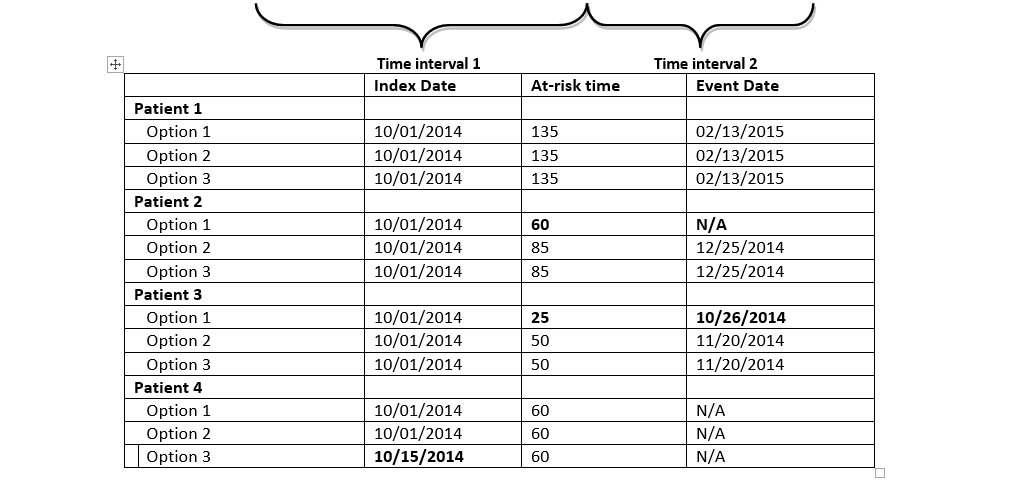 Time interval 1 Time interval 2
Index Date At-risk time Event Date
Patient 1
Option 1 10/01/2014 135 02/13/2015
Option 2 10/01/2014 135 02/13/2015
Option 3 10/01/2014 135 02/13/2015
Patient 2
Option 1 10/01/2014 60 N/A
Option 2 10/01/2014 85 12/25/2014
Option 3 10/01/2014 85 12/25/2014
Patient 3
Option 1 10/01/2014 25 10/26/2014
Option 2 10/01/2014 50 11/20/2014
Option 3 10/01/2014 50 11/20/2014
Patient 4
Option 1 10/01/2014 60 N/A
Option 2 10/01/2014 60 N/A
Option 3 10/15/2014 60 N/A